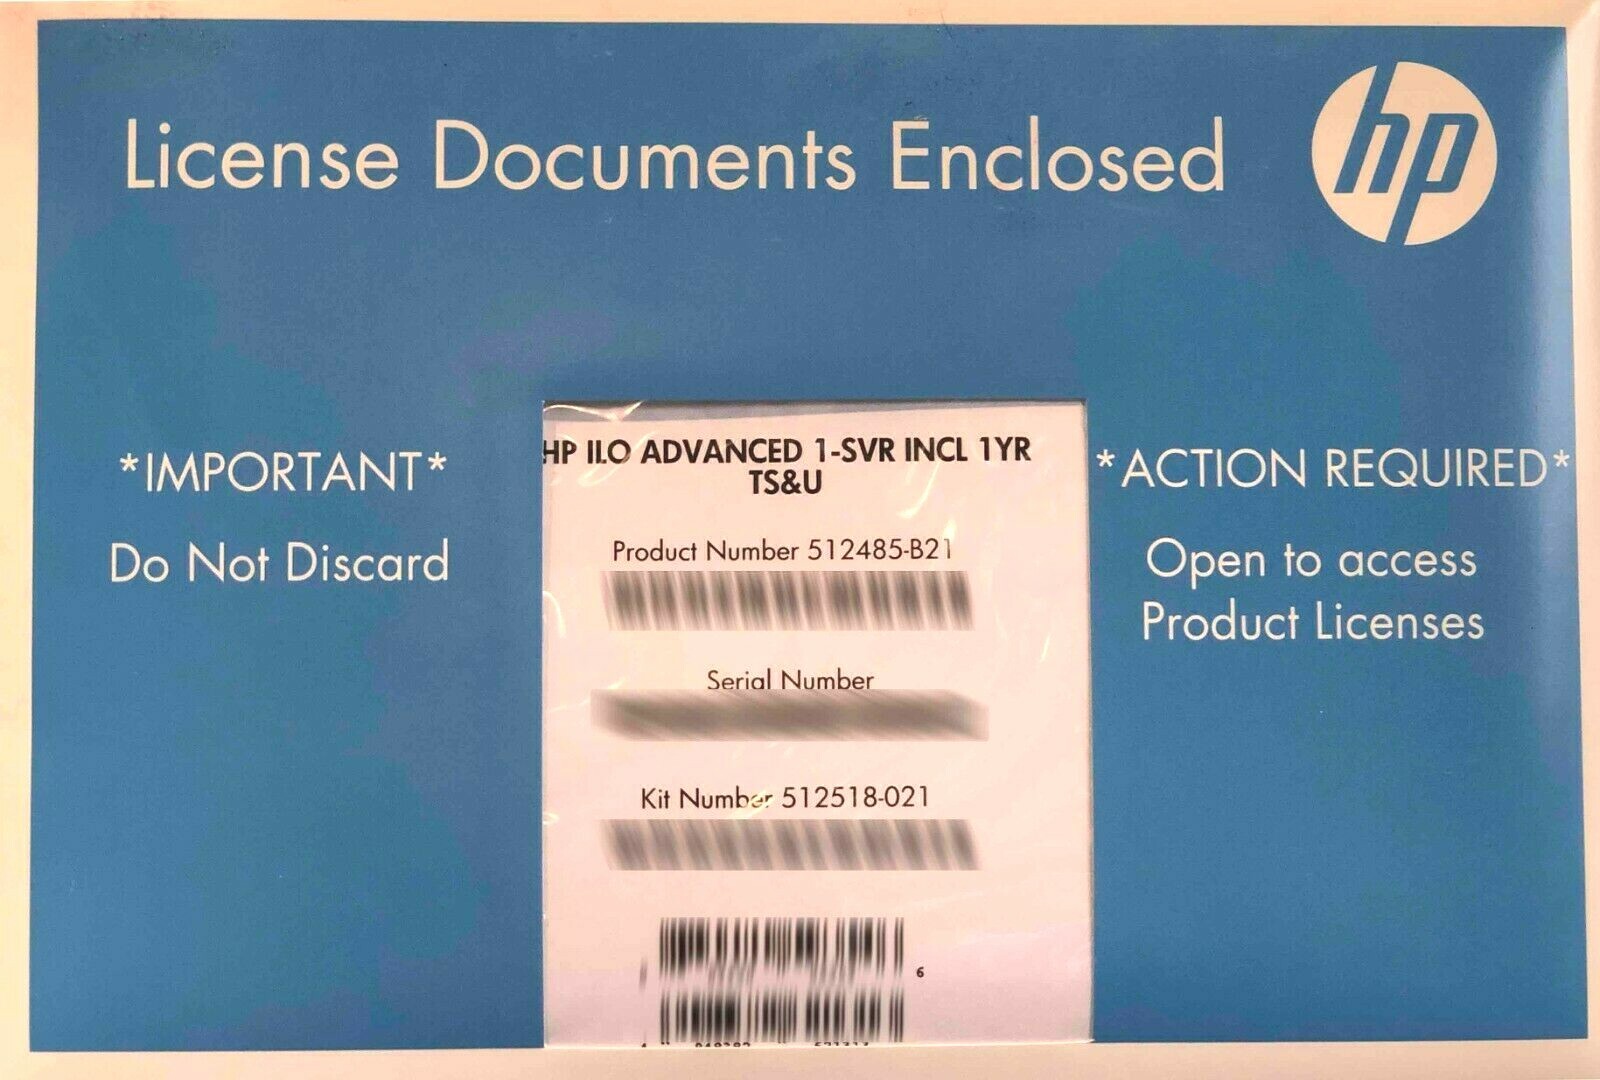 License Documents Enclosed
hp
*IMPORTANT*
Do Not Discard
HP ILO ADVANCED 1-SVR INCL 1YR
TS&U
Product Number 512485-B21
Serial Number
Kit Number 512518-021
6
*ACTION REQUIRED*
Open to access
Product Licenses